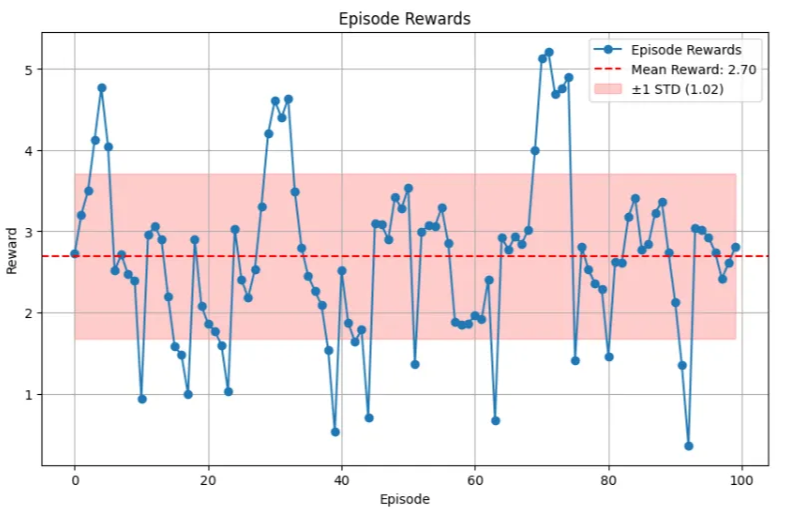 Episode Rewards
Episode Rewards
Mean Reward: 2.70
±1 STD (1.02)
5
4
3
2
1
Reward
0 20 40 60 80 100
Episode